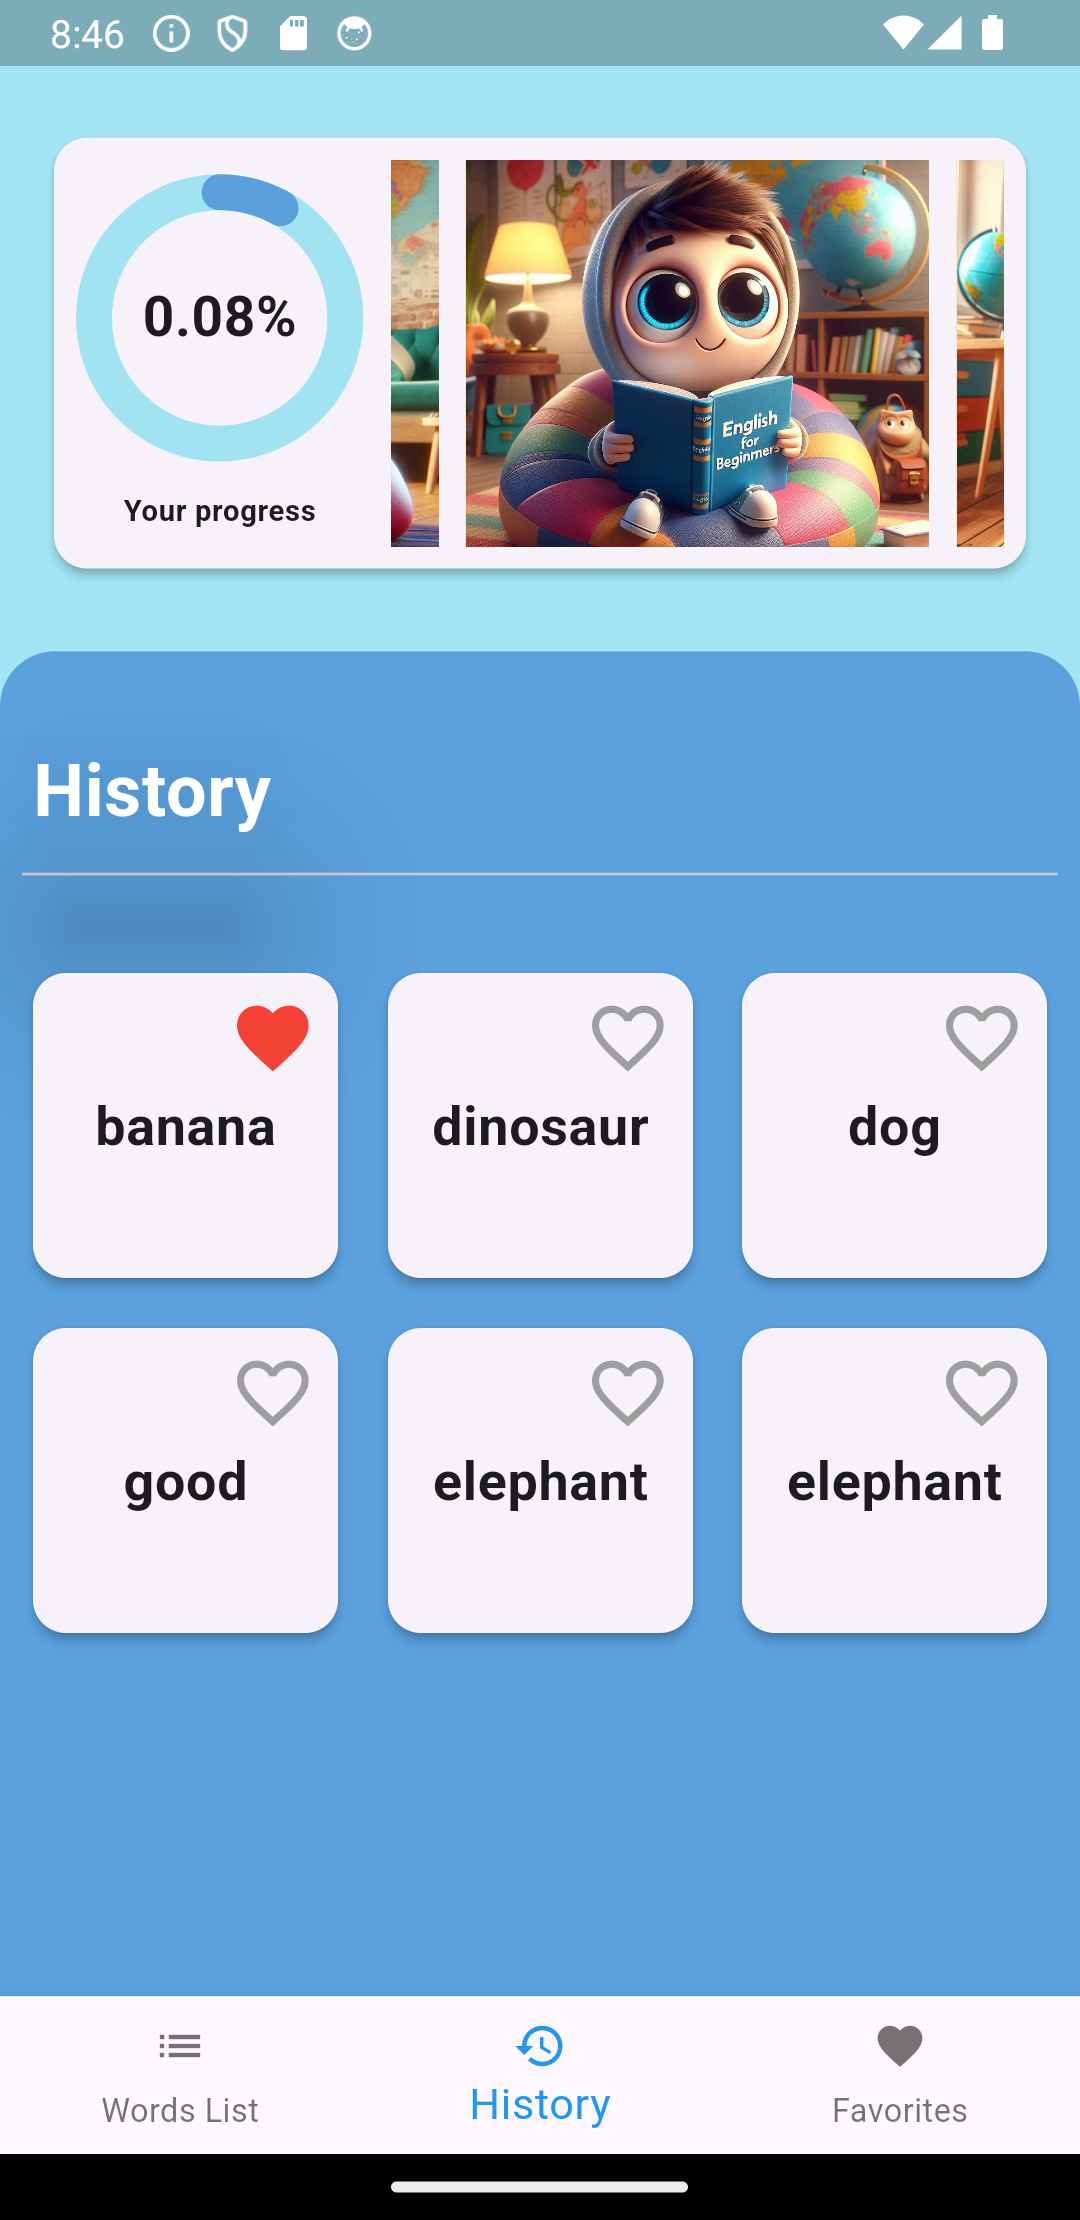 8:46
0.08%
Your progress
English
for
Beginmers
History
banana
dinosaur
dog
good
elephant
elephant
Words List
History
Favorites